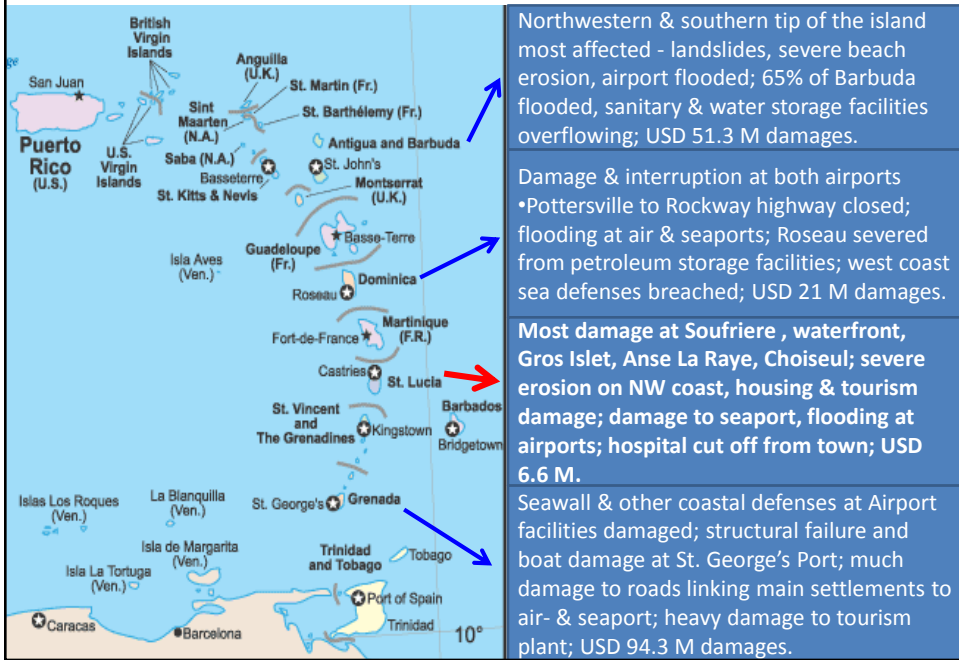 British
Virgin
Islands
ge
San Juan
Puerto
Rico
(U.S.)
U.S.
Virgin
Islands
Anguilla
(U.K.)
St. Martin (Fr.)
Sint
Maarten
(N.A.)
St. Barthélemy (Fr.)
Saba (N.A.)
Antigua and Barbuda
St. John's
Basseterre
St. Kitts & Nevis
Montserrat
(U.K.)
Guadeloupe
(Fr.)
Basse-Terre
Isla Aves
(Ven.)
Dominica
Roseau
Martinique
(F.R.)
Fort-de-France
Castries
St. Lucia
St. Vincent
and
The Grenadines
Kingstown
Barbados
Bridgetown
St. George's
Grenada
Islas Los Roques
(Ven.)
La Blanquilla
(Ven.)
Isla de Margarita
(Ven.)
Isla La Tortuga
(Ven.)
Trinidad
and Tobago
Tobago
Port of Spain
Trinidad
Caracas
Barcelona
10°
Northwestern & southern tip of the island
most affected - landslides, severe beach
erosion, airport flooded; 65% of Barbuda
flooded, sanitary & water storage facilities
overflowing; USD 51.3 M damages.
Damage & interruption at both airports
•Pottersville to Rockway highway closed;
flooding at air & seaports; Roseau severed
from petroleum storage facilities; west coast
sea defenses breached; USD 21 M damages.
Most damage at Soufriere , waterfront,
Gros Islet, Anse La Raye, Choiseul; severe
erosion on NW coast, housing & tourism
damage; damage to seaport, flooding at
airports; hospital cut off from town; USD
6.6 M.
Seawall & other coastal defenses at Airport
facilities damaged; structural failure and
boat damage at St. George's Port; much
damage to roads linking main settlements to
air- & seaport; heavy damage to tourism
plant; USD 94.3 M damages.